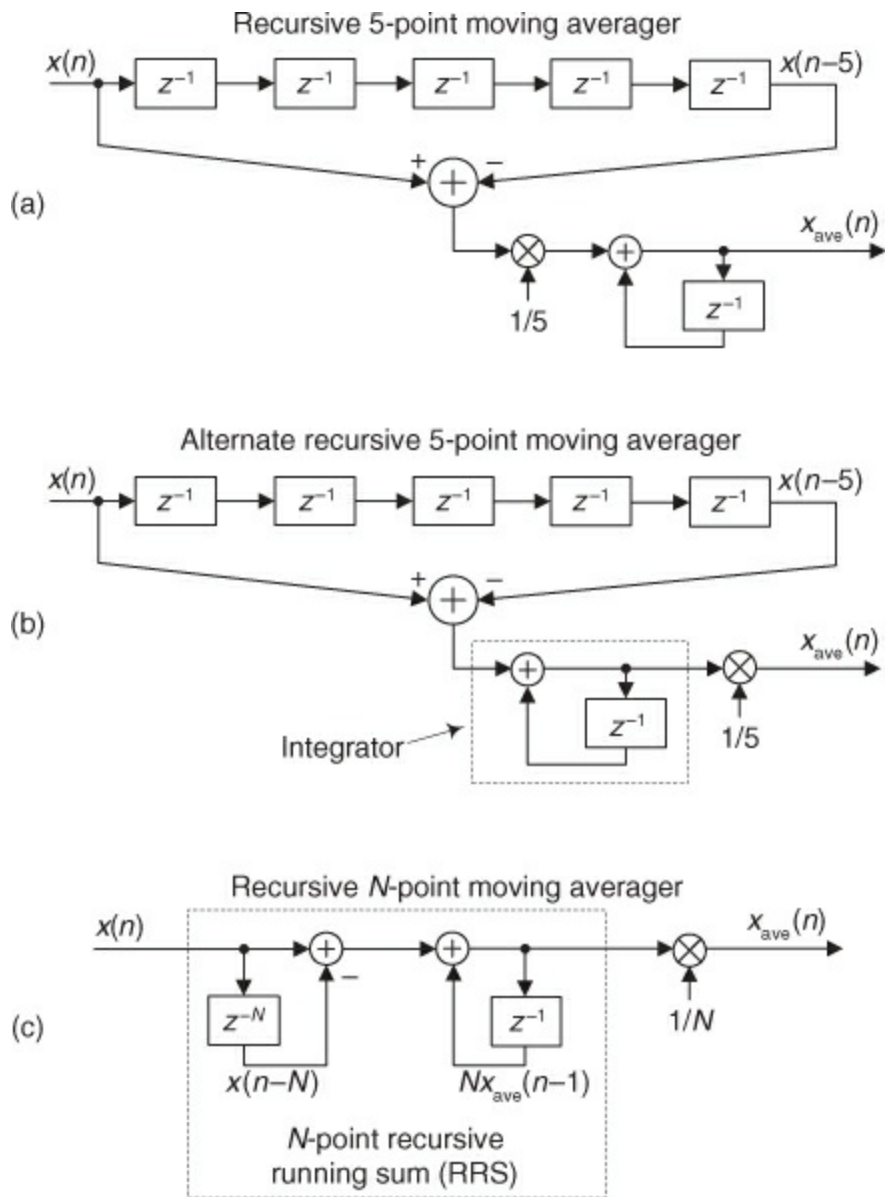 Recursive 5-point moving averager
x(n) z⁻¹ z⁻¹ z⁻¹ z⁻¹ z⁻¹ x(n–5)
+ + –
(a)
+ x_ave(n)
1/5 z⁻¹
Alternate recursive 5-point moving averager
x(n) z⁻¹ z⁻¹ z⁻¹ z⁻¹ z⁻¹ x(n–5)
+ + –
(b)
+ x_ave(n)
z⁻¹ 1/5
Integrator
Recursive N-point moving averager
x(n) + + x_ave(n)
–
(c)
z⁻ᴺ z⁻¹ 1/N
x(n–N) Nx_ave(n–1)
N-point recursive
running sum (RRS)